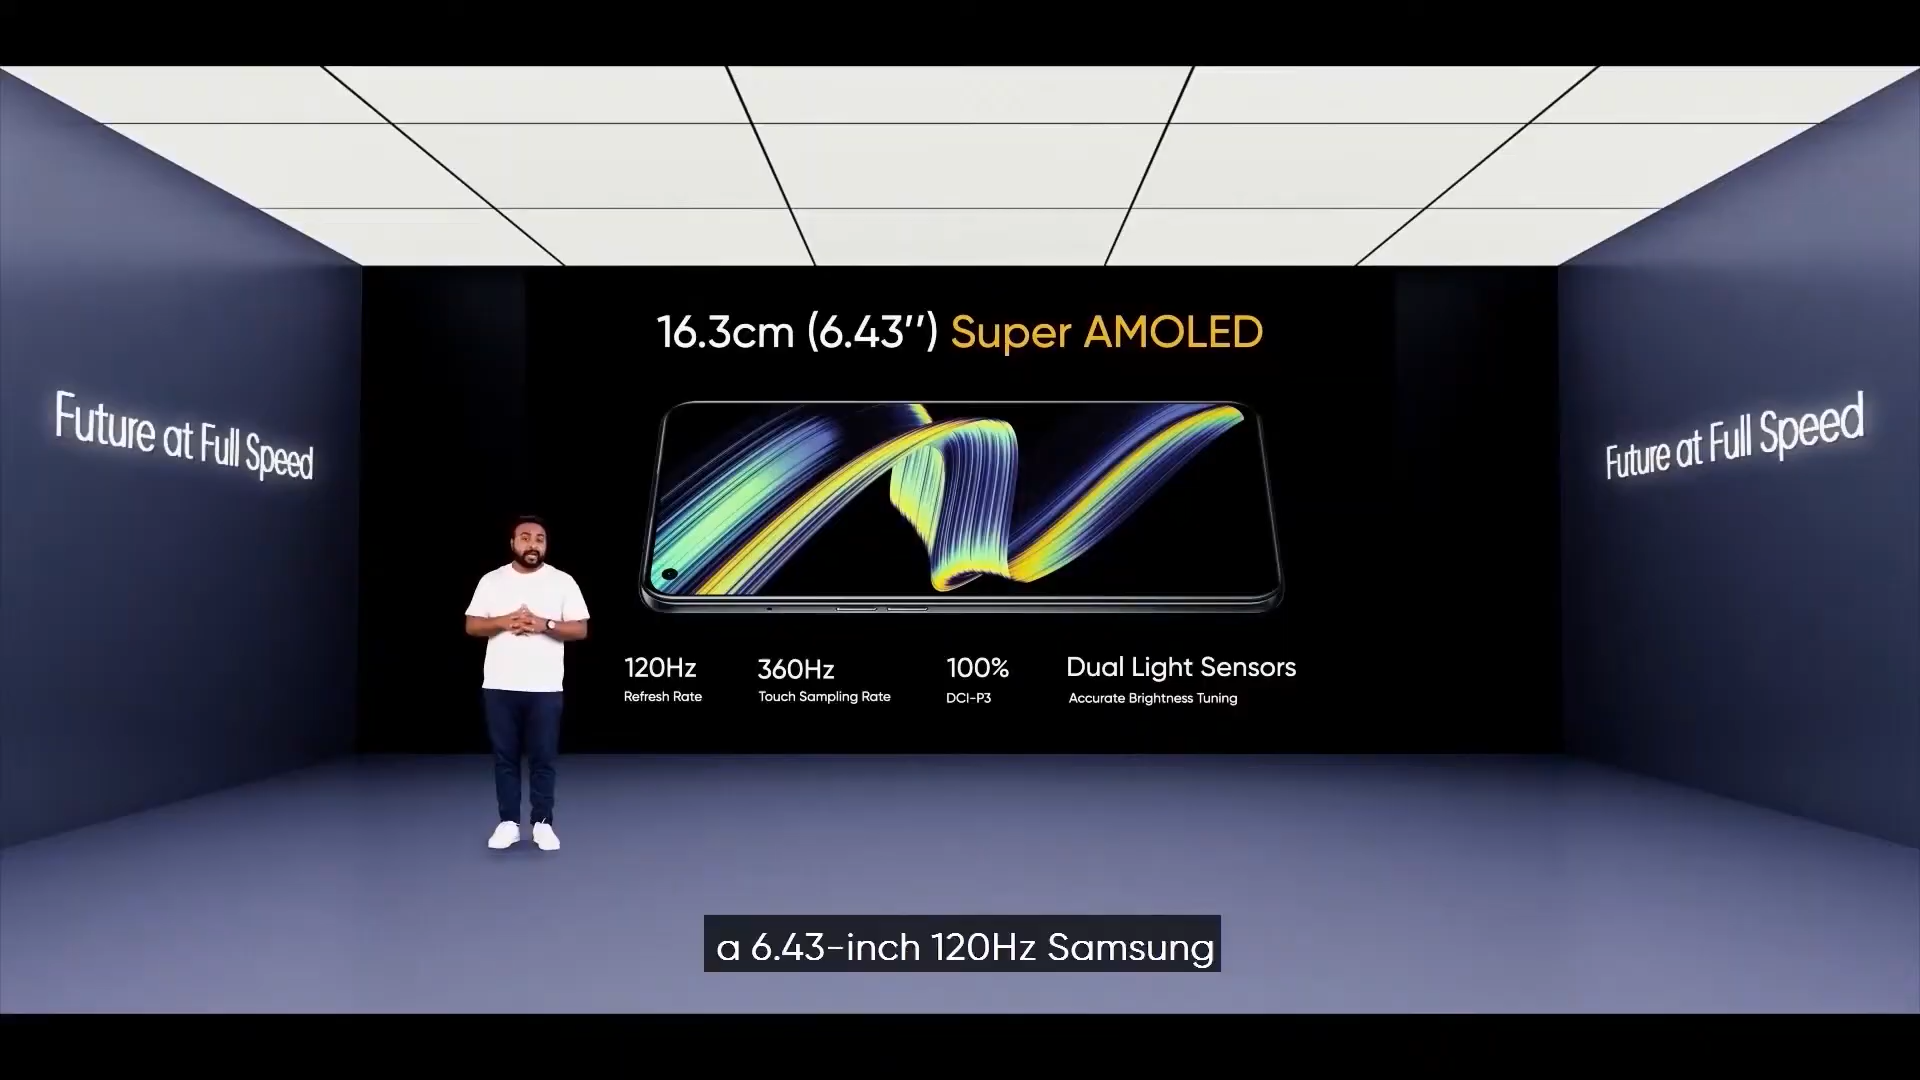 16.3cm (6.43’’) Super AMOLED
Future at Full Speed
Future at Full Speed
120Hz
Refresh Rate
360Hz
Touch Sampling Rate
100%
DCI-P3
Dual Light Sensors
Accurate Brightness Tuning
a 6.43-inch 120Hz Samsung